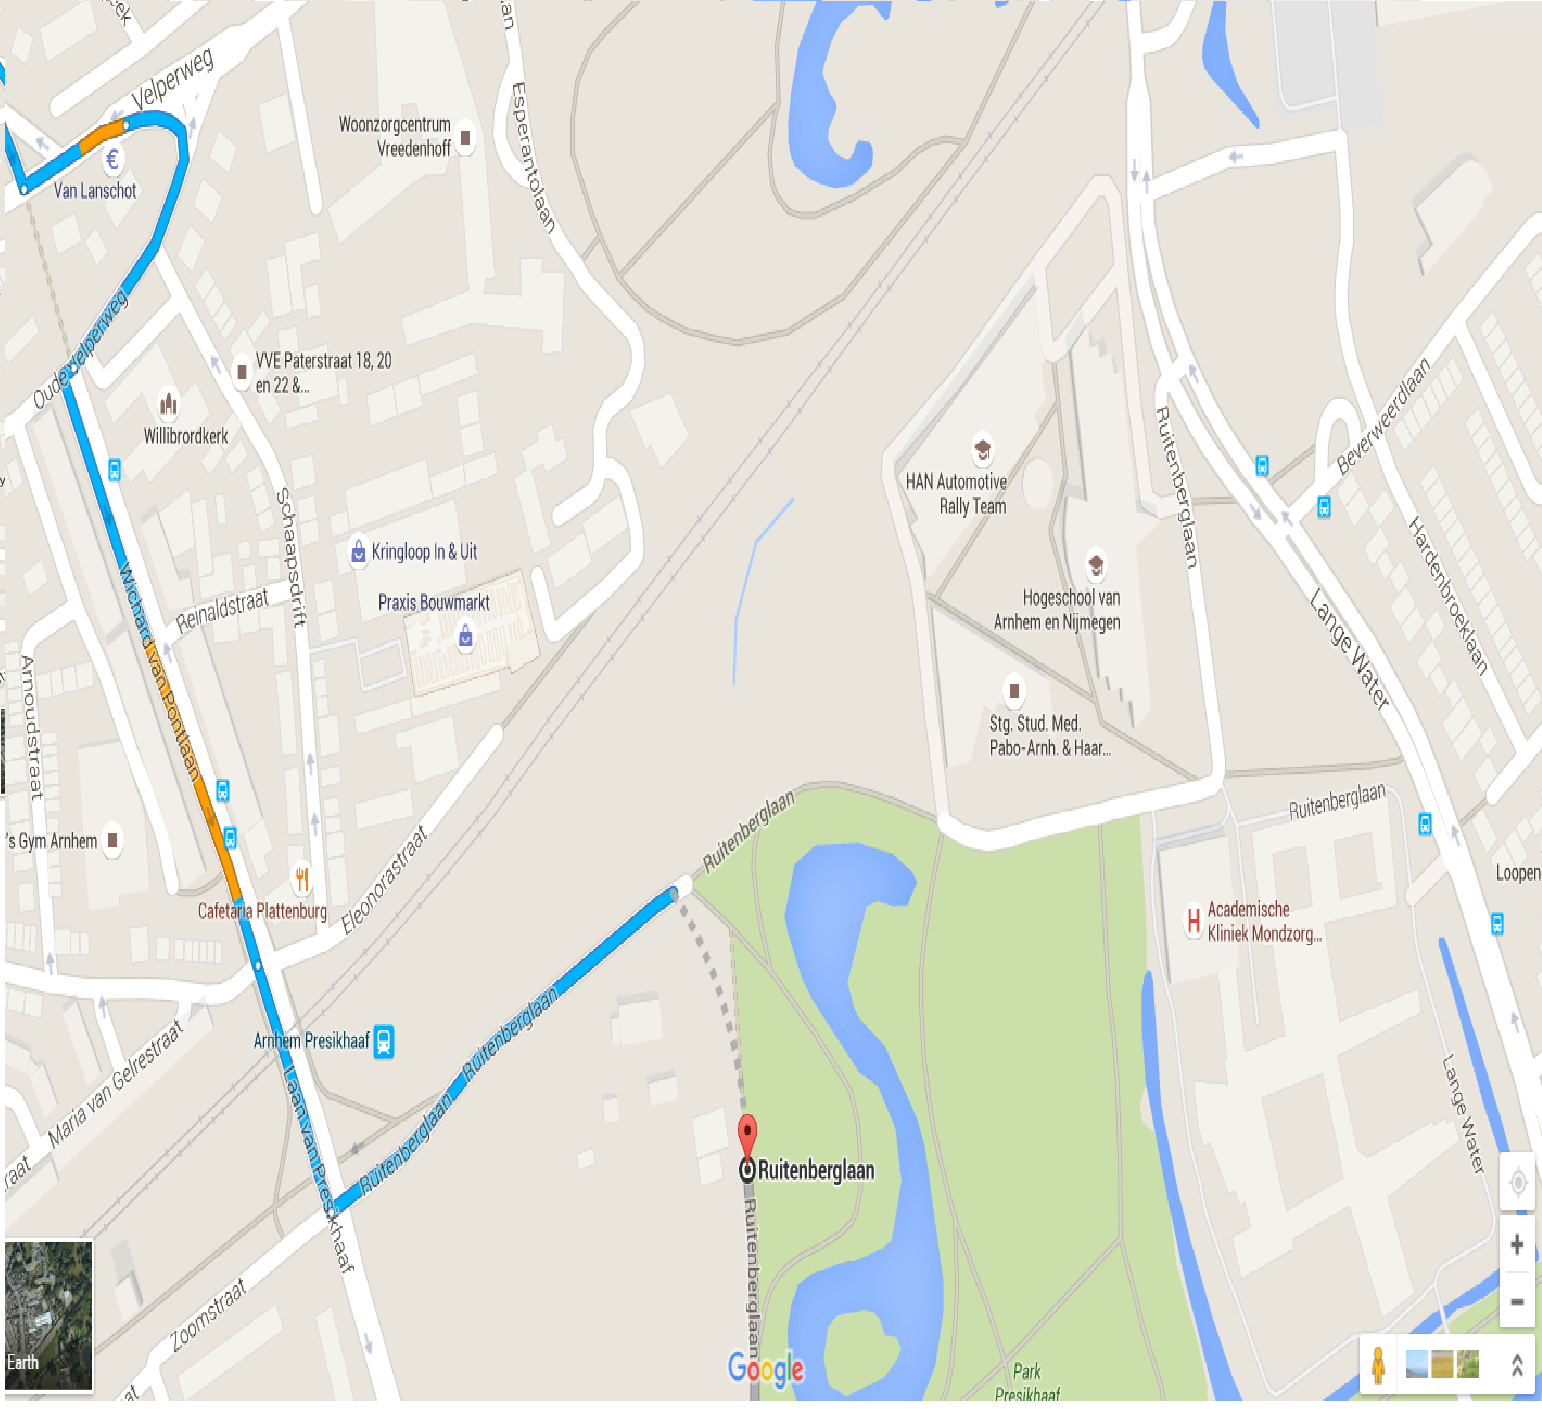 Velperweg
Esperantolaan
Woonzorgcentrum
Vreedenhoff
€
Van Lanschot
Oude Velperweg
VVE Paterstraat 18, 20
en 22 &...
Willibrordkerk
Beverweerdlaan
Ruitenberglaan
HAN Automotive
Rally Team
Schaapsdrift
Kringloop In & Uit
Hardenbroeklaan
Praxis Bouwmarkt
Reinaldstraat
Wichard van Pontlaan
Hogeschool van
Arnhem en Nijmegen
Lange Water
Arnoudstraat
Stg. Stud. Med.
Pabo-Arnh. & Haar...
Ruitenberglaan
Ruitenberglaan
's Gym Arnhem
Eleonorastraat
Loopen
Cafetaria Plattenburg
H
Academische
Kliniek Mondzorg...
Ruitenberglaan
Arnhem Presikhaaf
Maria van Gelrestraat
Laan van Presikhaaf
Ruitenberglaan
Lange Water
raat
Ruitenberglaan
Ruitenberglaan
Zoomstraat
Earth
Google
Park
Presikhaaf
at